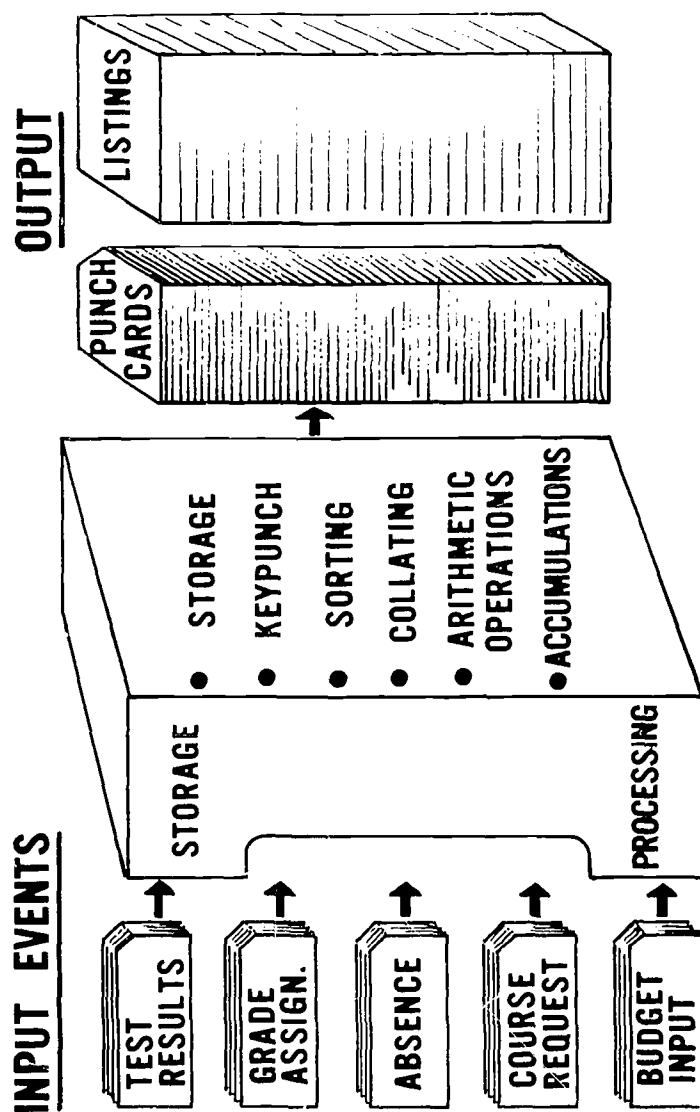 INPUT EVENTS
TEST
RESULTS
GRADE
ASSIGN.
ABSENCE
COURSE
REQUEST
BUDGET
INPUT
STORAGE
PROCESSING
STORAGE
KEYPUNCH
SORTING
COLLATING
ARITHMETIC
OPERATIONS
ACCUMULATIONS
OUTPUT
PUNCH
CARDS
LISTINGS